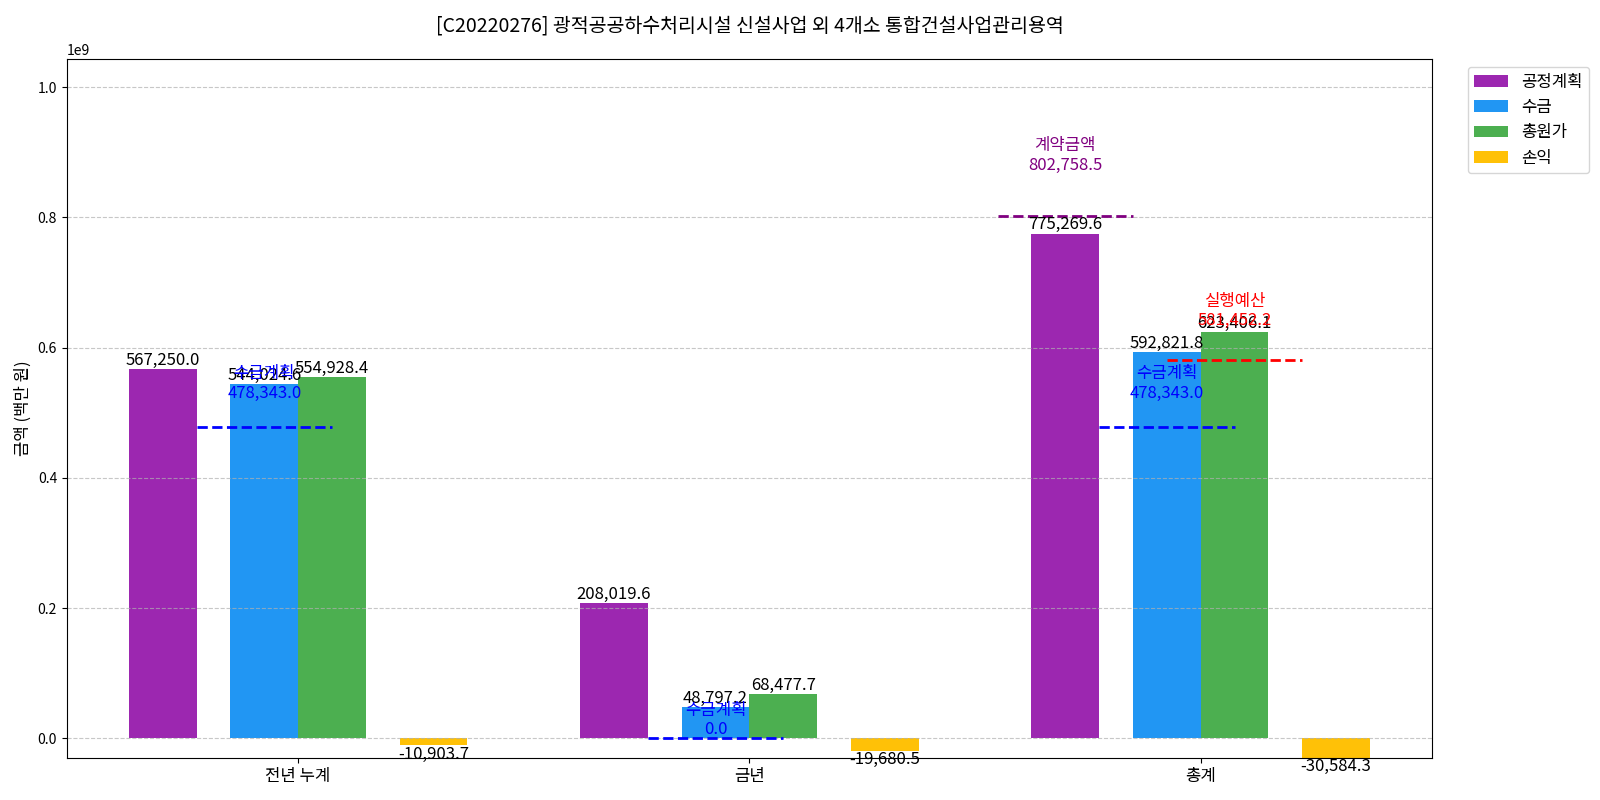 [C20220276] 광적공공하수처리시설 신설사업 외 4개소 통합건설사업관리용역
1e9
1.0
0.8
0.6
0.4
0.2
0.0
금액 (백만 원)
공정계획
수금
총원가
손익
계약금액
802,758.5
775,269.6
실행예산
581,452.2
623,406.1
592,821.8
수금계획
478,343.0
567,250.0
544,024.6
554,928.4
수금계획
478,343.0
208,019.6
48,797.2
68,477.7
수금계획
0.0
-10,903.7
-19,680.5
-30,584.3
전년 누계
금년
총계